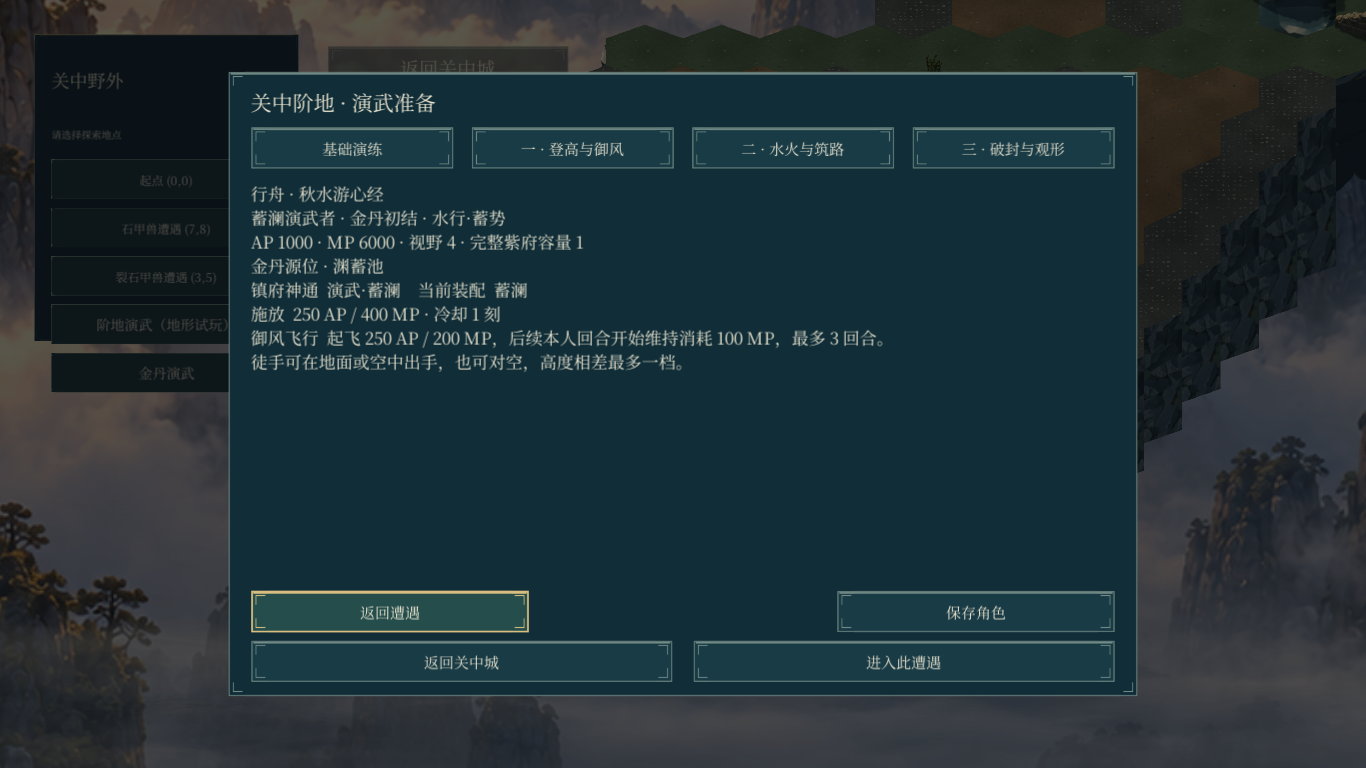 关中野外
返回关中城
请选择探索地点
起点 (0,0)
石甲兽遭遇 (7,8)
裂石甲兽遭遇 (3,5)
阶地演武（地形试玩）
金丹演武
关中阶地 · 演武准备
基础演练
一 · 登高与御风
二 · 水火与筑路
三 · 破封与观形
行舟 · 秋水游心经
蓄澜演武者 · 金丹初结 · 水行·蓄势
AP 1000 · MP 6000 · 视野 4 · 完整紫府容量 1
金丹源位 · 渊蓄池
镇府神通 演武·蓄澜 当前装配 蓄澜
施放 250 AP / 400 MP · 冷却 1 刻
御风飞行 起飞 250 AP / 200 MP，后续本人回合开始维持消耗 100 MP，最多 3 回合。
徒手可在地面或空中出手，也可对空，高度相差最多一档。
返回遭遇
保存角色
返回关中城
进入此遭遇